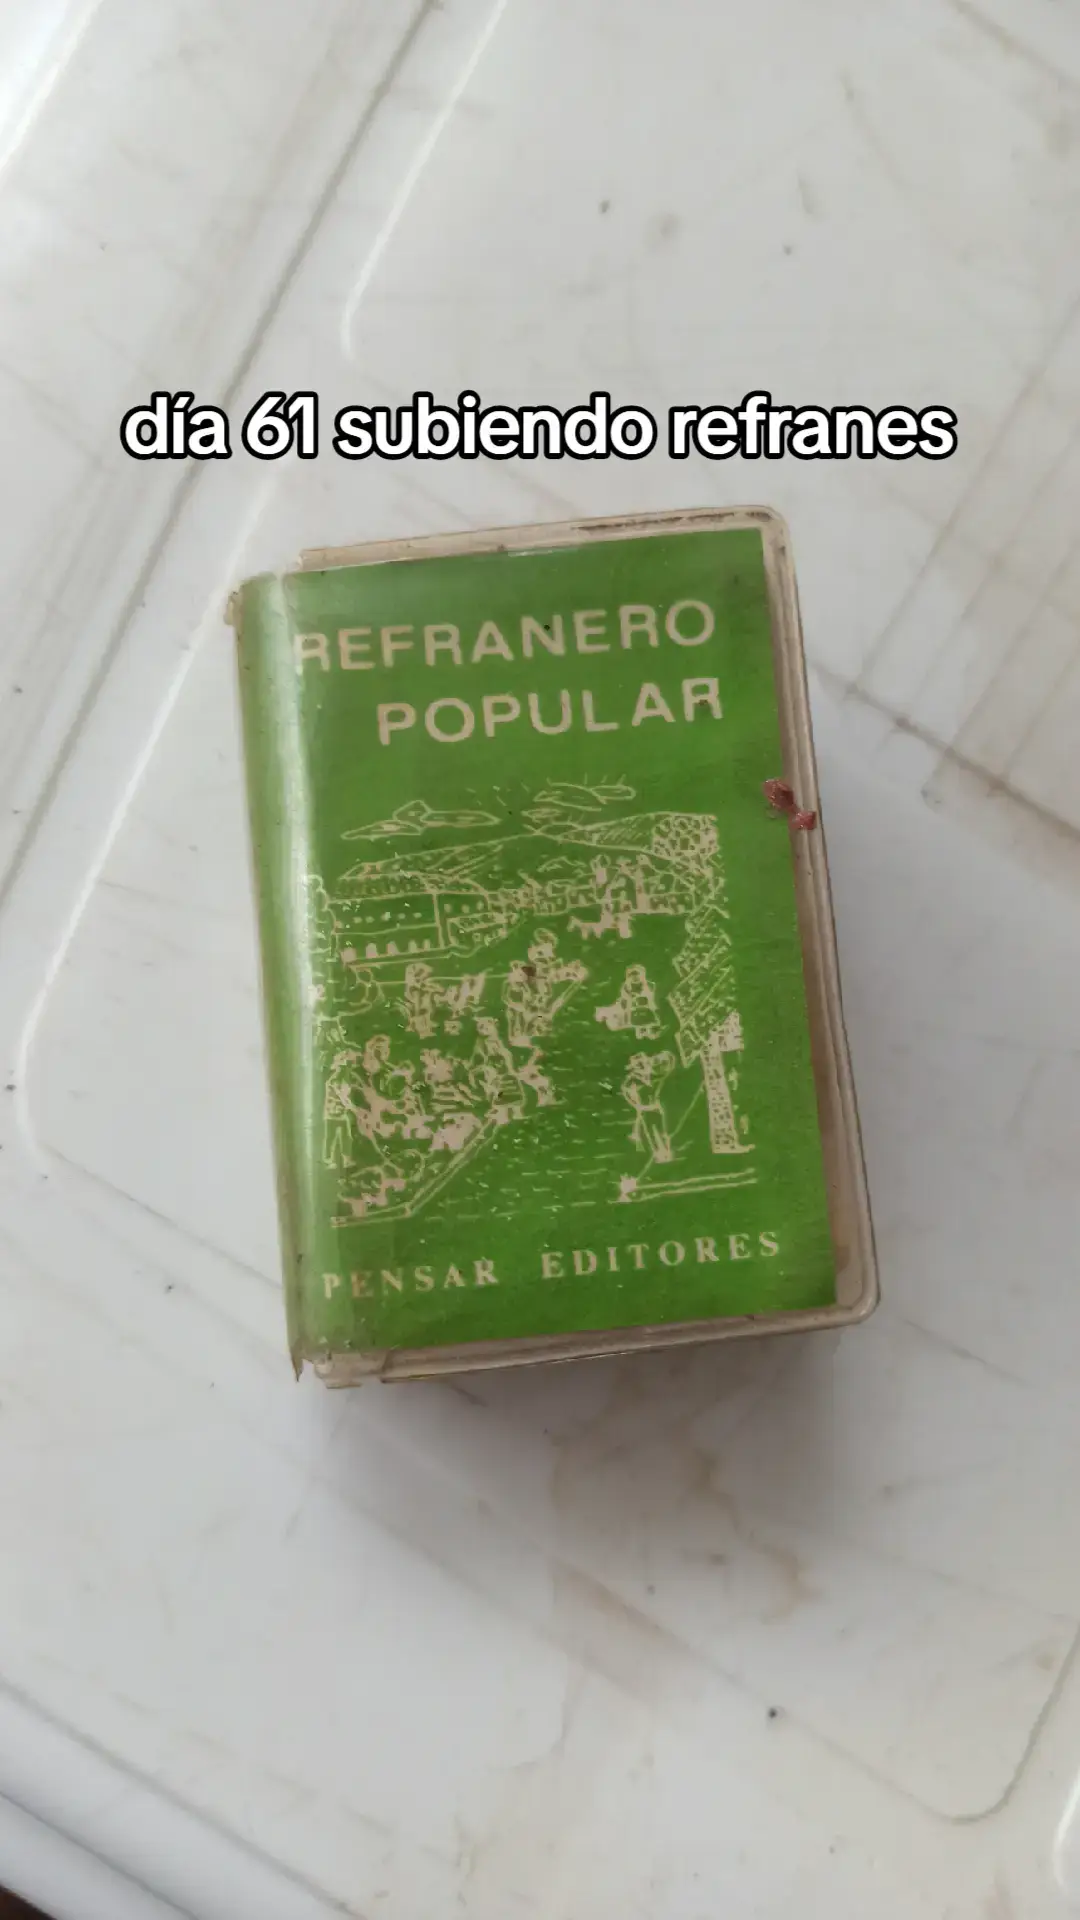 día 61 subiendo refranes
REFRANERO
POPULAR
PENSAR EDITORES